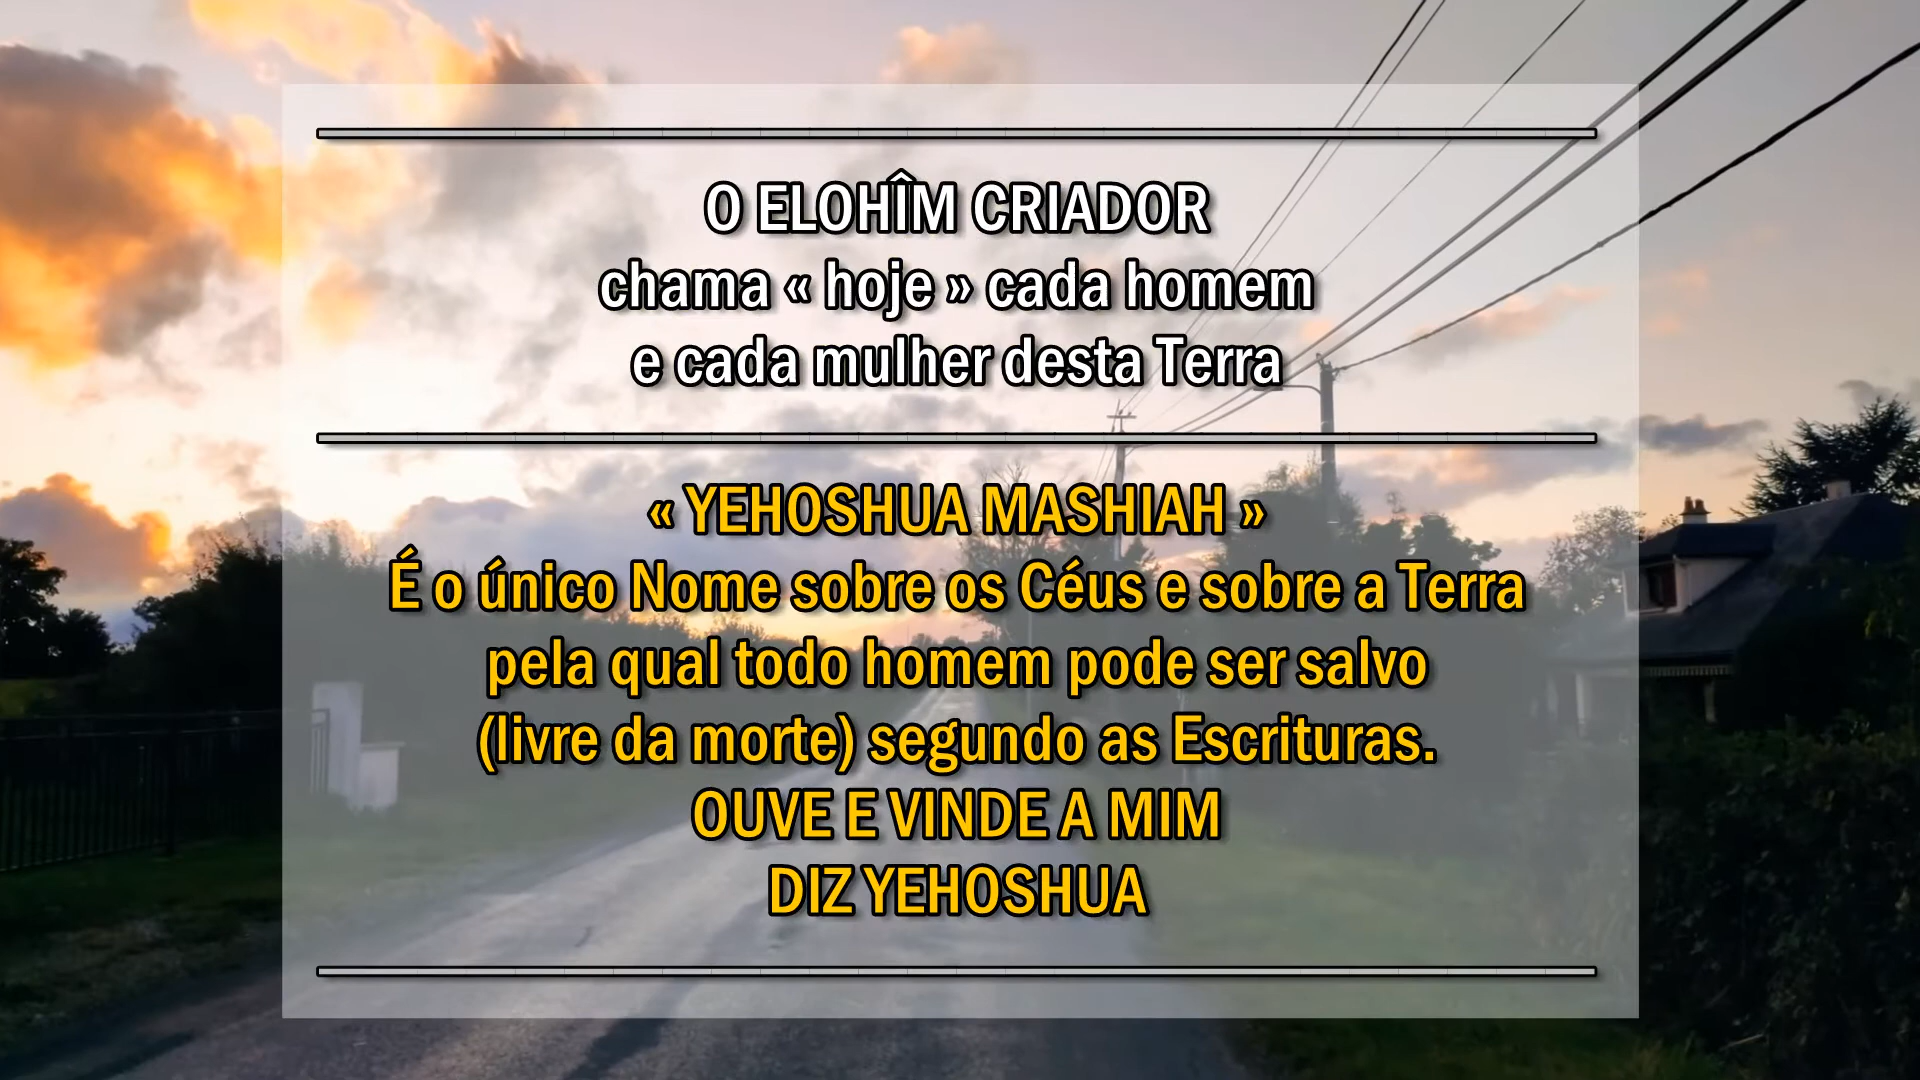 O ELOHÎM CRIADOR
chama « hoje » cada homem
e cada mulher desta Terra
« YEHOSHUA MASHIAH »
É o único Nome sobre os Céus e sobre a Terra
pela qual todo homem pode ser salvo
(livre da morte) segundo as Escrituras.
OUVE E VINDE A MIM
DIZ YEHOSHUA